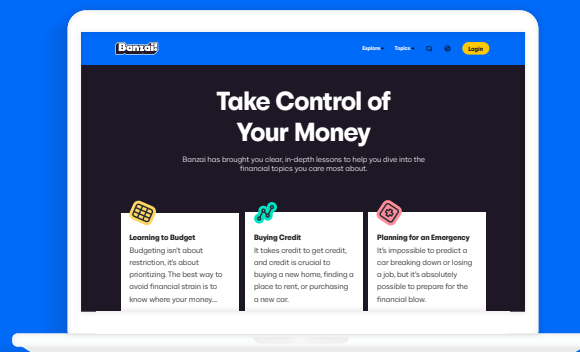 Banzai!
Explore
Topics
Login
Take Control of
Your Money
Banzai has brought you clear, in-depth lessons to help you dive into the
financial topics you care most about.
Learning to Budget
Budgeting isn't about
restriction, it's about
prioritizing. The best way to
avoid financial strain is to
know where your money...
Buying Credit
It takes credit to get credit,
and credit is crucial to
buying a new home, finding a
place to rent, or purchasing
a new car.
Planning for an Emergency
It's impossible to predict a
car breaking down or losing
a job, but it's absolutely
possible to prepare for the
financial blow.